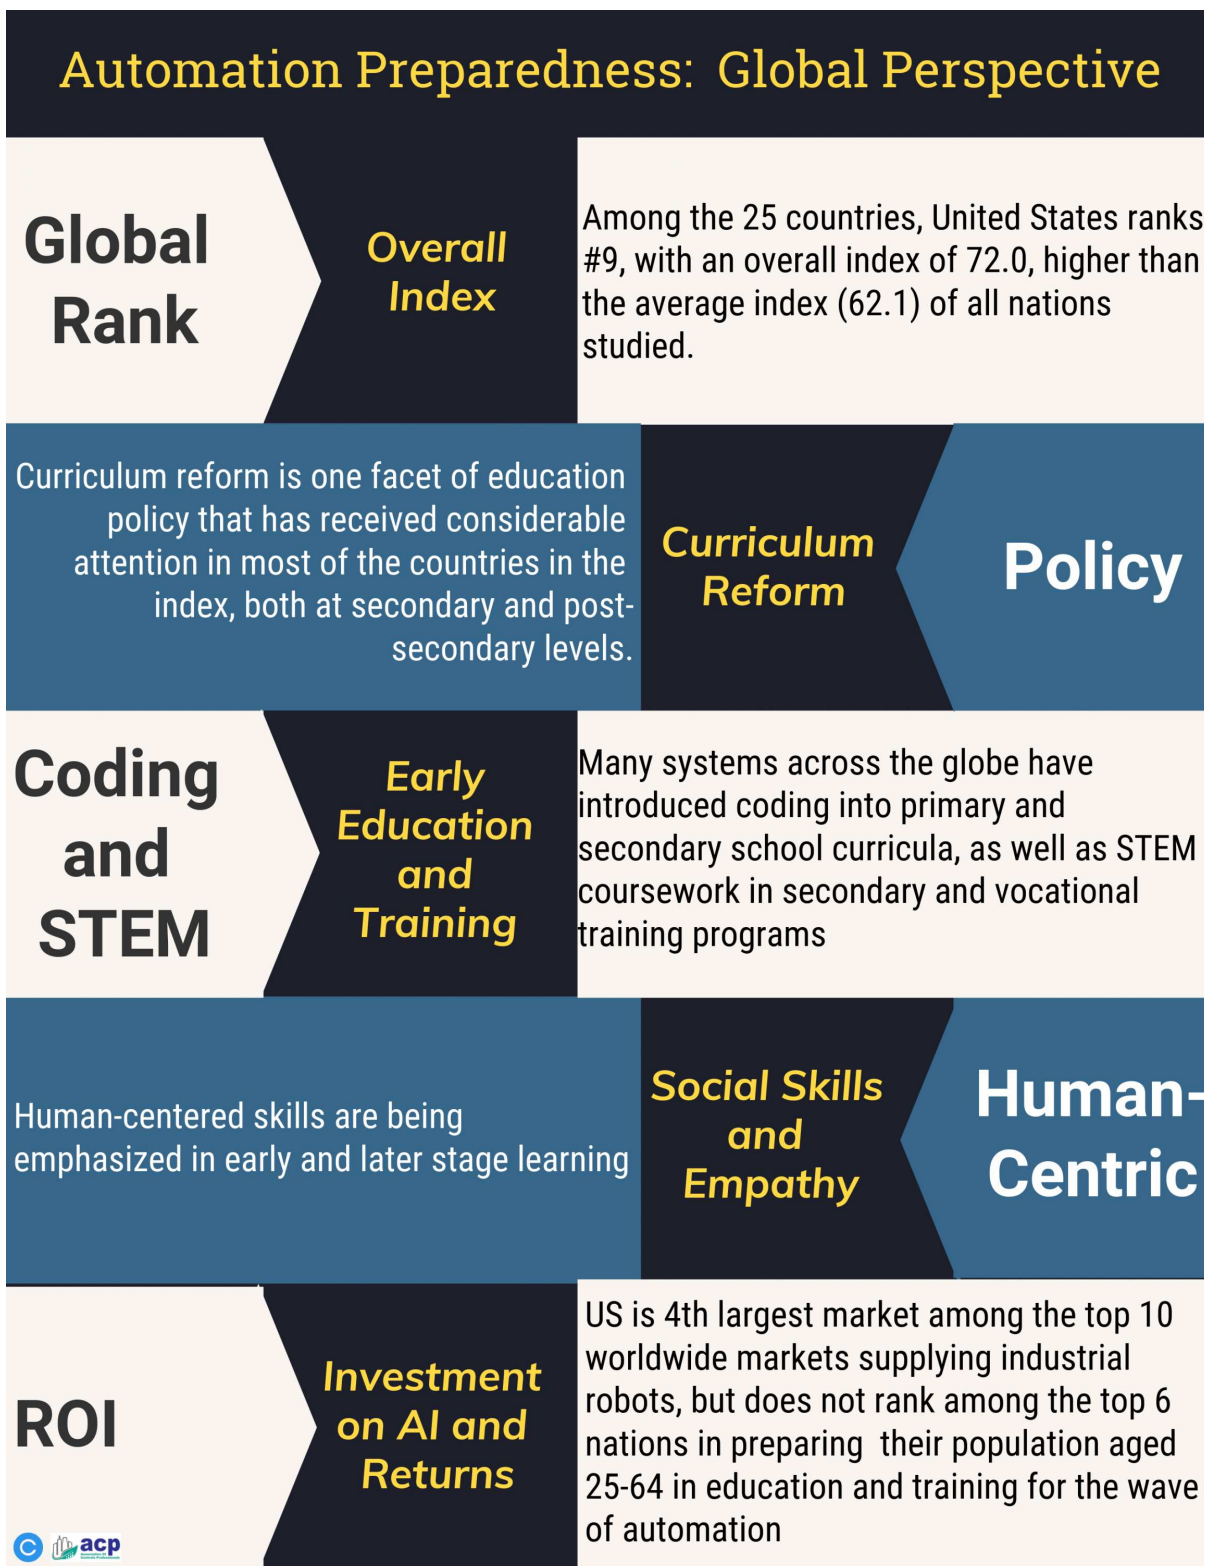 Automation Preparedness: Global Perspective
Global
Rank
Overall
Index
Among the 25 countries, United States ranks
#9, with an overall index of 72.0, higher than
the average index (62.1) of all nations
studied.
Curriculum reform is one facet of education
policy that has received considerable
attention in most of the countries in the
index, both at secondary and post-
secondary levels.
Curriculum
Reform
Policy
Coding
and
STEM
Early
Education
and
Training
Many systems across the globe have
introduced coding into primary and
secondary school curricula, as well as STEM
coursework in secondary and vocational
training programs
Human-centered skills are being
emphasized in early and later stage learning
Social Skills
and
Empathy
Human-
Centric
ROI
Investment
on AI and
Returns
US is 4th largest market among the top 10
worldwide markets supplying industrial
robots, but does not rank among the top 6
nations in preparing  their population aged
25-64 in education and training for the wave
of automation
C
acp